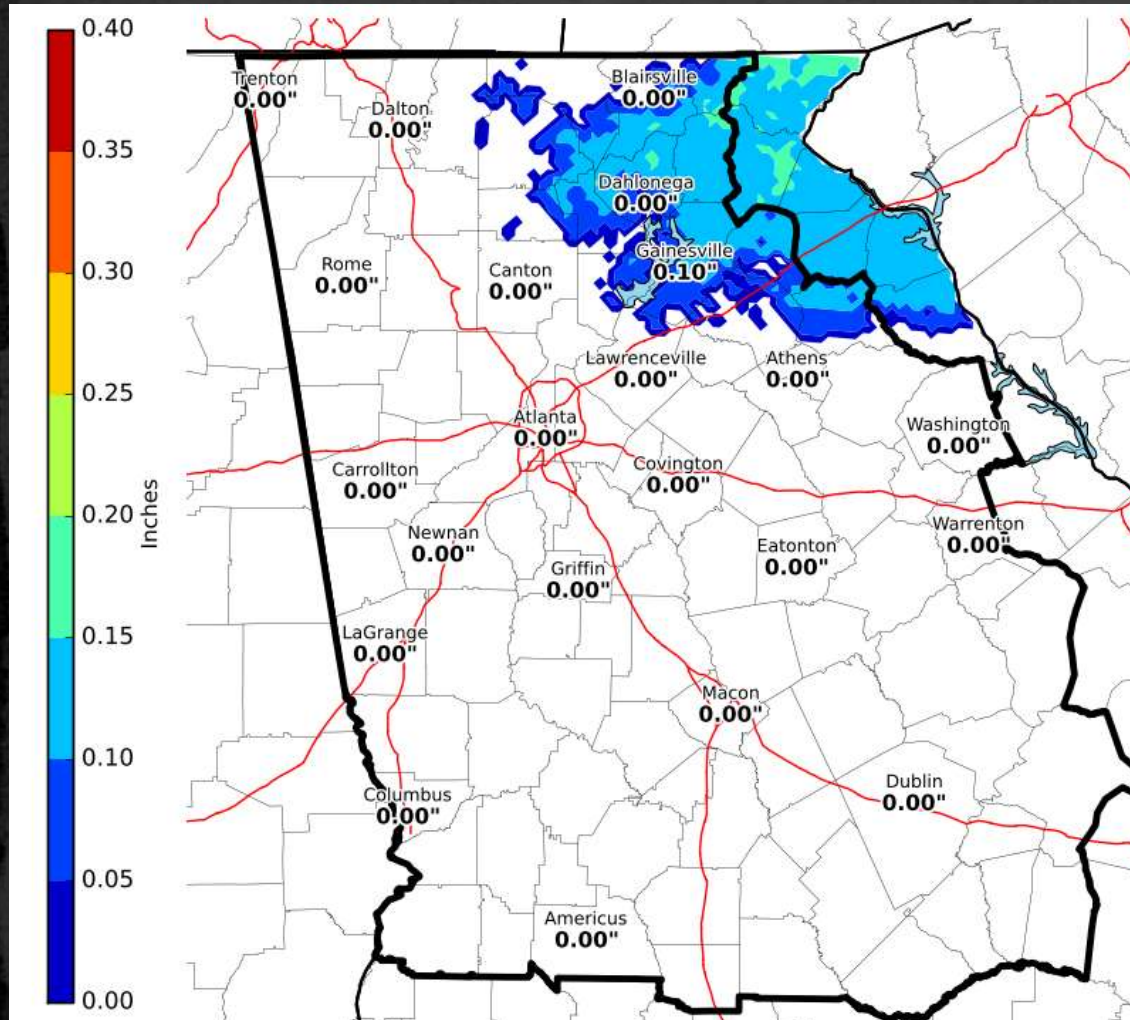 0.40
0.35
0.30
0.25
0.20
0.15
0.10
0.05
0.00
Inches
Trenton
0.00"
Dalton
0.00"
Blairsville
0.00"
Dahlonega
0.00"
Gainesville
0.10"
Rome
0.00"
Canton
0.00"
Lawrenceville
0.00"
Athens
0.00"
Atlanta
0.00"
Washington
0.00"
Carrollton
0.00"
Covington
0.00"
Newnan
0.00"
Griffin
0.00"
Eatonton
0.00"
Warrenton
0.00"
LaGrange
0.00"
Macon
0.00"
Columbus
0.00"
Dublin
0.00"
Americus
0.00"